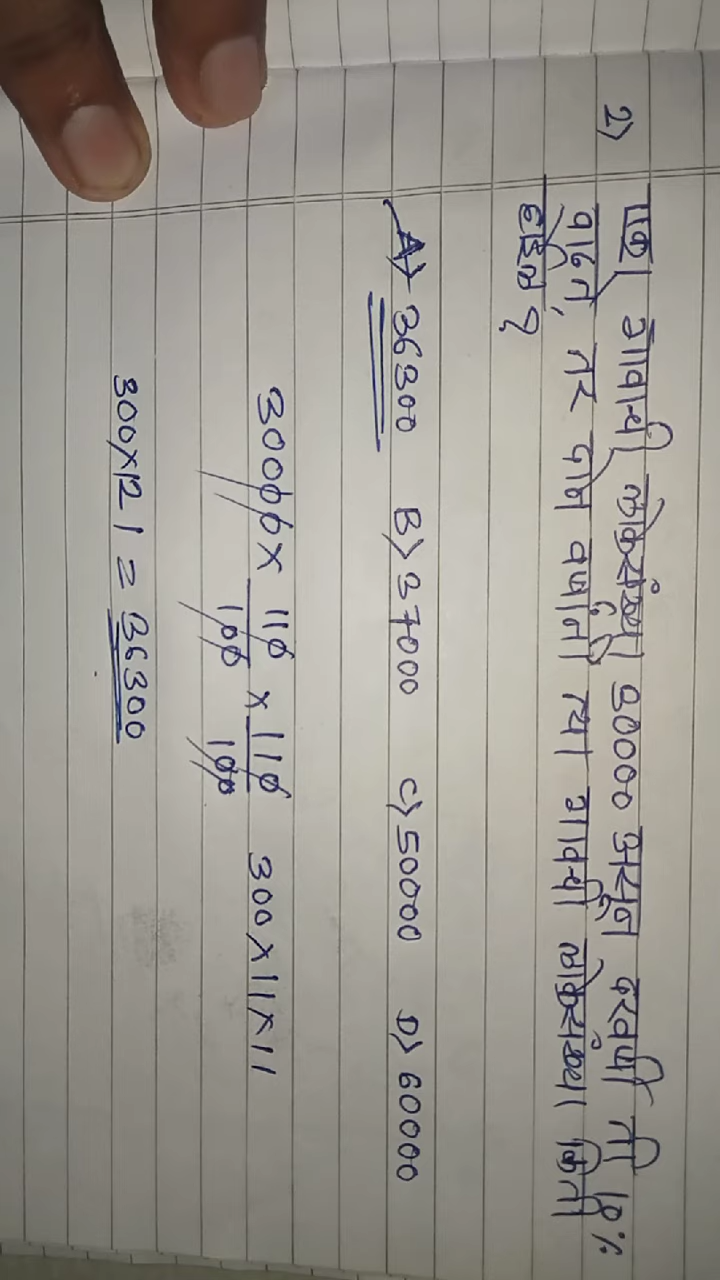 2) एका गावाची लोकसंख्या 30000 असून दरवर्षी ती 10%
वाढते, तर दोन वर्षांनी त्या गावची लोकसंख्या किती
होईल ?
A) 36300 B) 37000 C) 50000 D) 60000
30000 × 110/100 × 110/100 300×11×11
300×121 = 36300